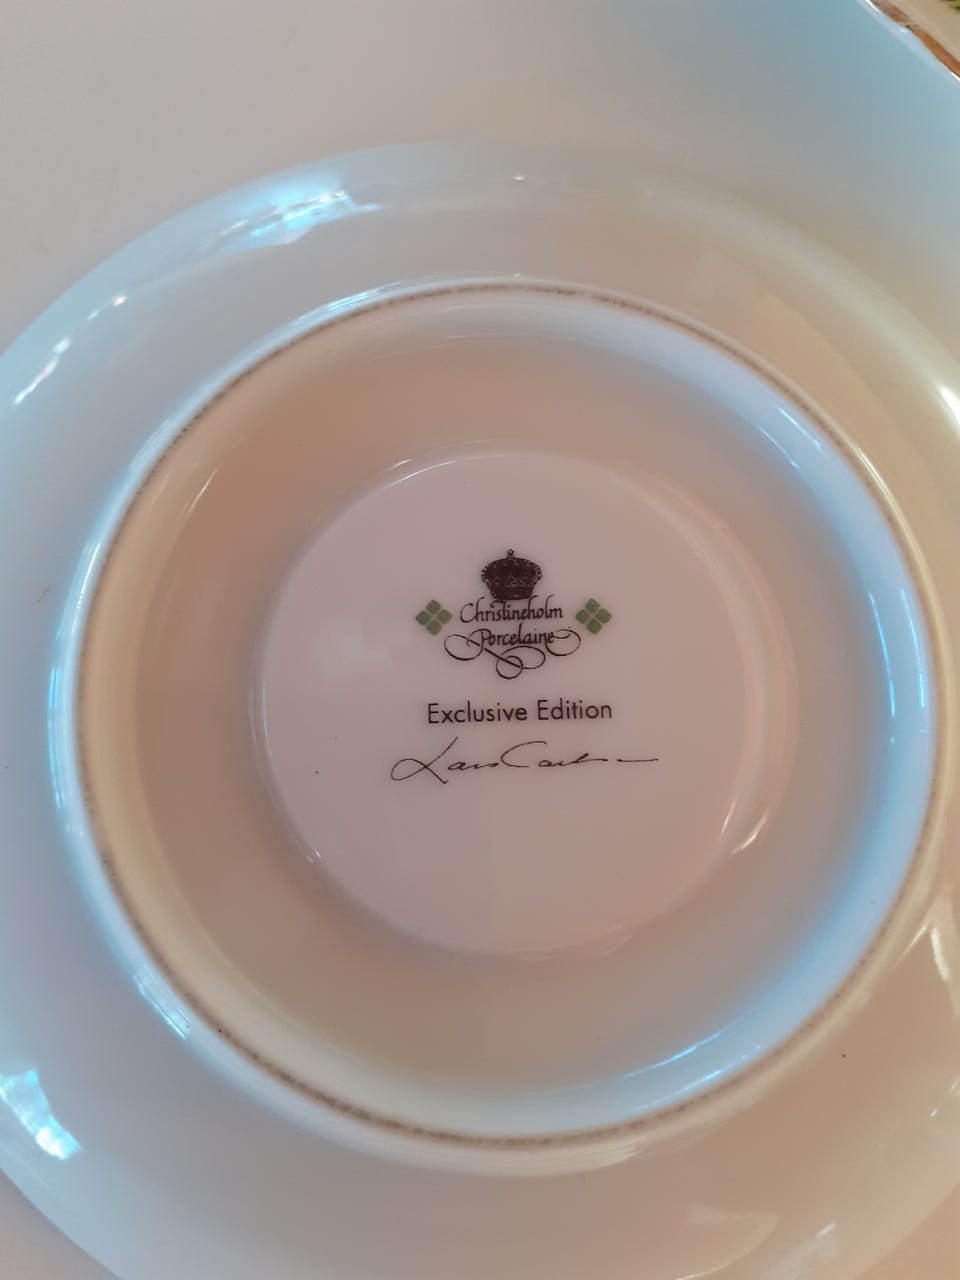 Christineholm
Porcelaine
Exclusive Edition